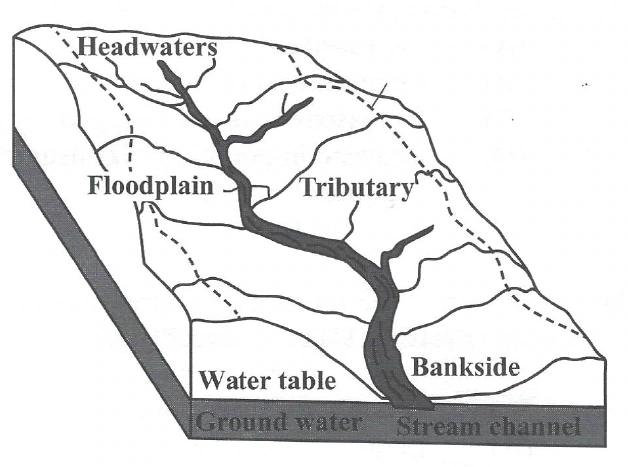 Headwaters
Floodplain
Tributary
Water table
Bankside
Ground water
Stream channel